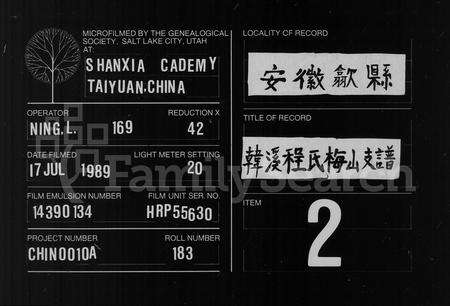 MICROFILMED BY THE GENEALOGICAL
SOCIETY, SALT LAKE CITY, UTAH
AT:
SHANXIA CADEMY
TAIYUAN.CHINA
OPERATOR
NING.L. 169
REDUCTION X
42
DATE FILMED
17 JUL 1989
LIGHT METER SETTING
20
FILM EMULSION NUMBER
14390134
FILM UNIT SER. NO.
HRP55630
PROJECT NUMBER
CHIN0010A
ROLL NUMBER
183
LOCALITY OF RECORD
安徽歙縣
TITLE OF RECORD
韓溪程氏梅山支譜
ITEM
2
FamilySearch